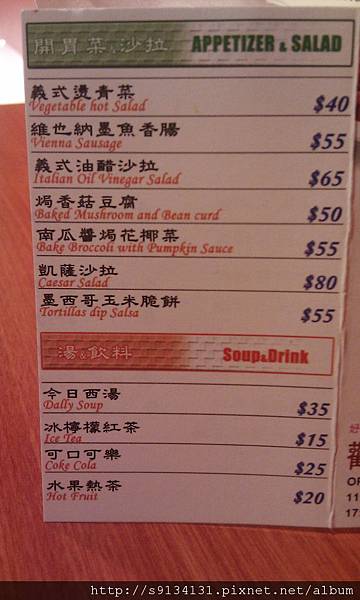 開胃菜&沙拉 APPETIZER & SALAD
義式燙青菜
Vegetable hot Salad $40
維也納墨魚香腸
Vienna Sausage $55
義式油醋沙拉
Italian Oil Vinegar Salad $65
焗香菇豆腐
Baked Mushroom and Bean curd $50
南瓜醬焗花椰菜
Bake Broccoli with Pumpkin Sauce $55
凱薩沙拉
Caesar Salad $80
墨西哥玉米脆餅
Tortillas dip Salsa $55
湯&飲料 Soup&Drink
今日西湯
Dally Soup $35
冰檸檬紅茶
Ice Tea $15
可口可樂
Coke Cola $25
水果熱茶
Hot Fruit $20
好
OP
11
17
http://s9134131.pixnet.net/album